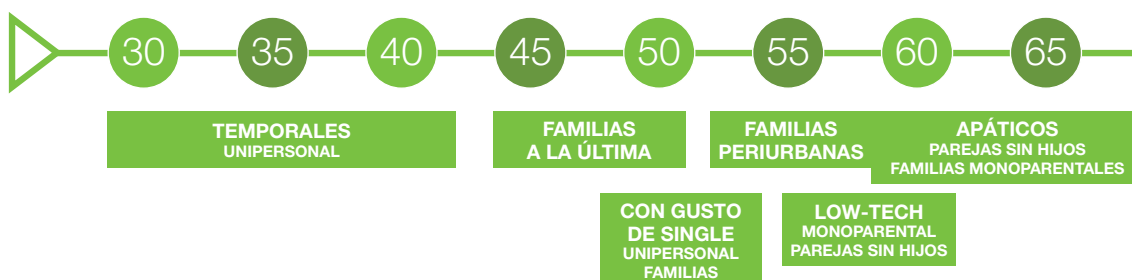 30 35 40 45 50 55 60 65
TEMPORALES
UNIPERSONAL
FAMILIAS
A LA ÚLTIMA
FAMILIAS
PERIURBANAS
APÁTICOS
PAREJAS SIN HIJOS
FAMILIAS MONOPARENTALES
CON GUSTO
DE SINGLE
UNIPERSONAL
FAMILIAS
LOW-TECH
MONOPARENTAL
PAREJAS SIN HIJOS